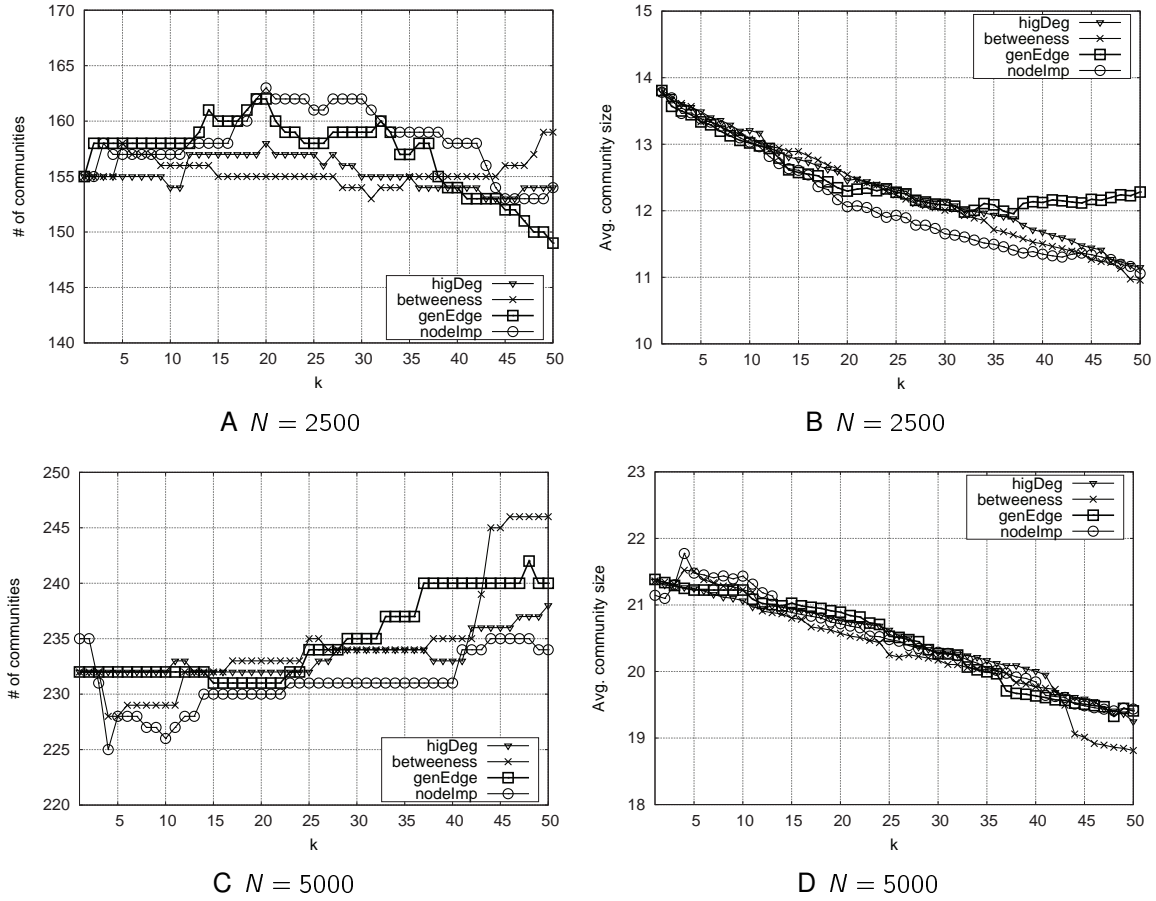 170
165
160
155
150
145
140
# of communities
higDeg
betweeness
genEdge
nodeImp
5 10 15 20 25 30 35 40 45 50
k
A N = 2500
15
14
13
12
11
10
Avg. community size
higDeg
betweeness
genEdge
nodeImp
5 10 15 20 25 30 35 40 45 50
k
B N = 2500
250
245
240
235
230
225
220
# of communities
higDeg
betweeness
genEdge
nodeImp
5 10 15 20 25 30 35 40 45 50
k
C N = 5000
23
22
21
20
19
18
Avg. community size
higDeg
betweeness
genEdge
nodeImp
5 10 15 20 25 30 35 40 45 50
k
D N = 5000